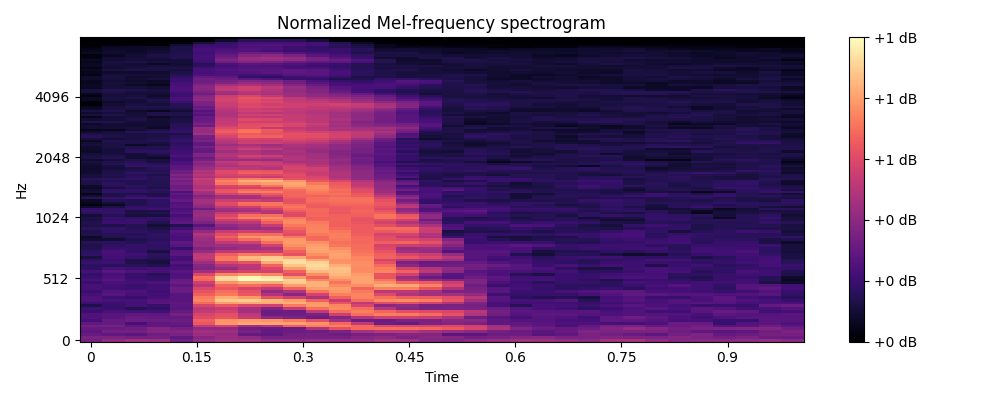 Normalized Mel-frequency spectrogram
Hz
4096
2048
1024
512
0
0 0.15 0.3 0.45 0.6 0.75 0.9
Time
+1 dB
+1 dB
+1 dB
+0 dB
+0 dB
+0 dB